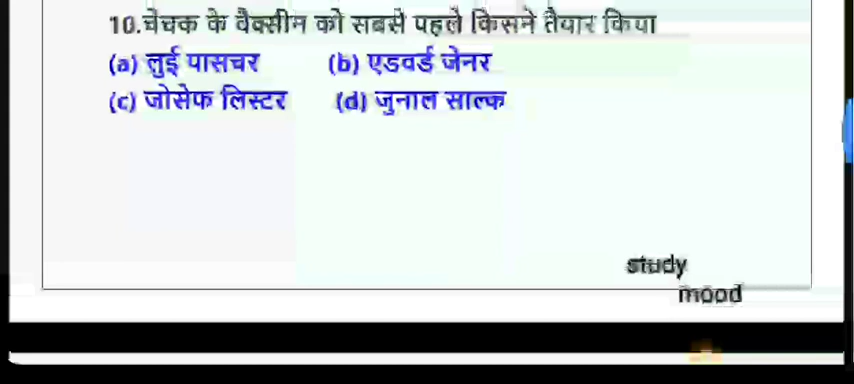 10.चेचक के वैक्सीन को सबसे पहले किसने तैयार किया
(a) लुई पासचर (b) एडवर्ड जेनर
(c) जोसेफ लिस्टर (d) जुनाल साल्क
study
mood